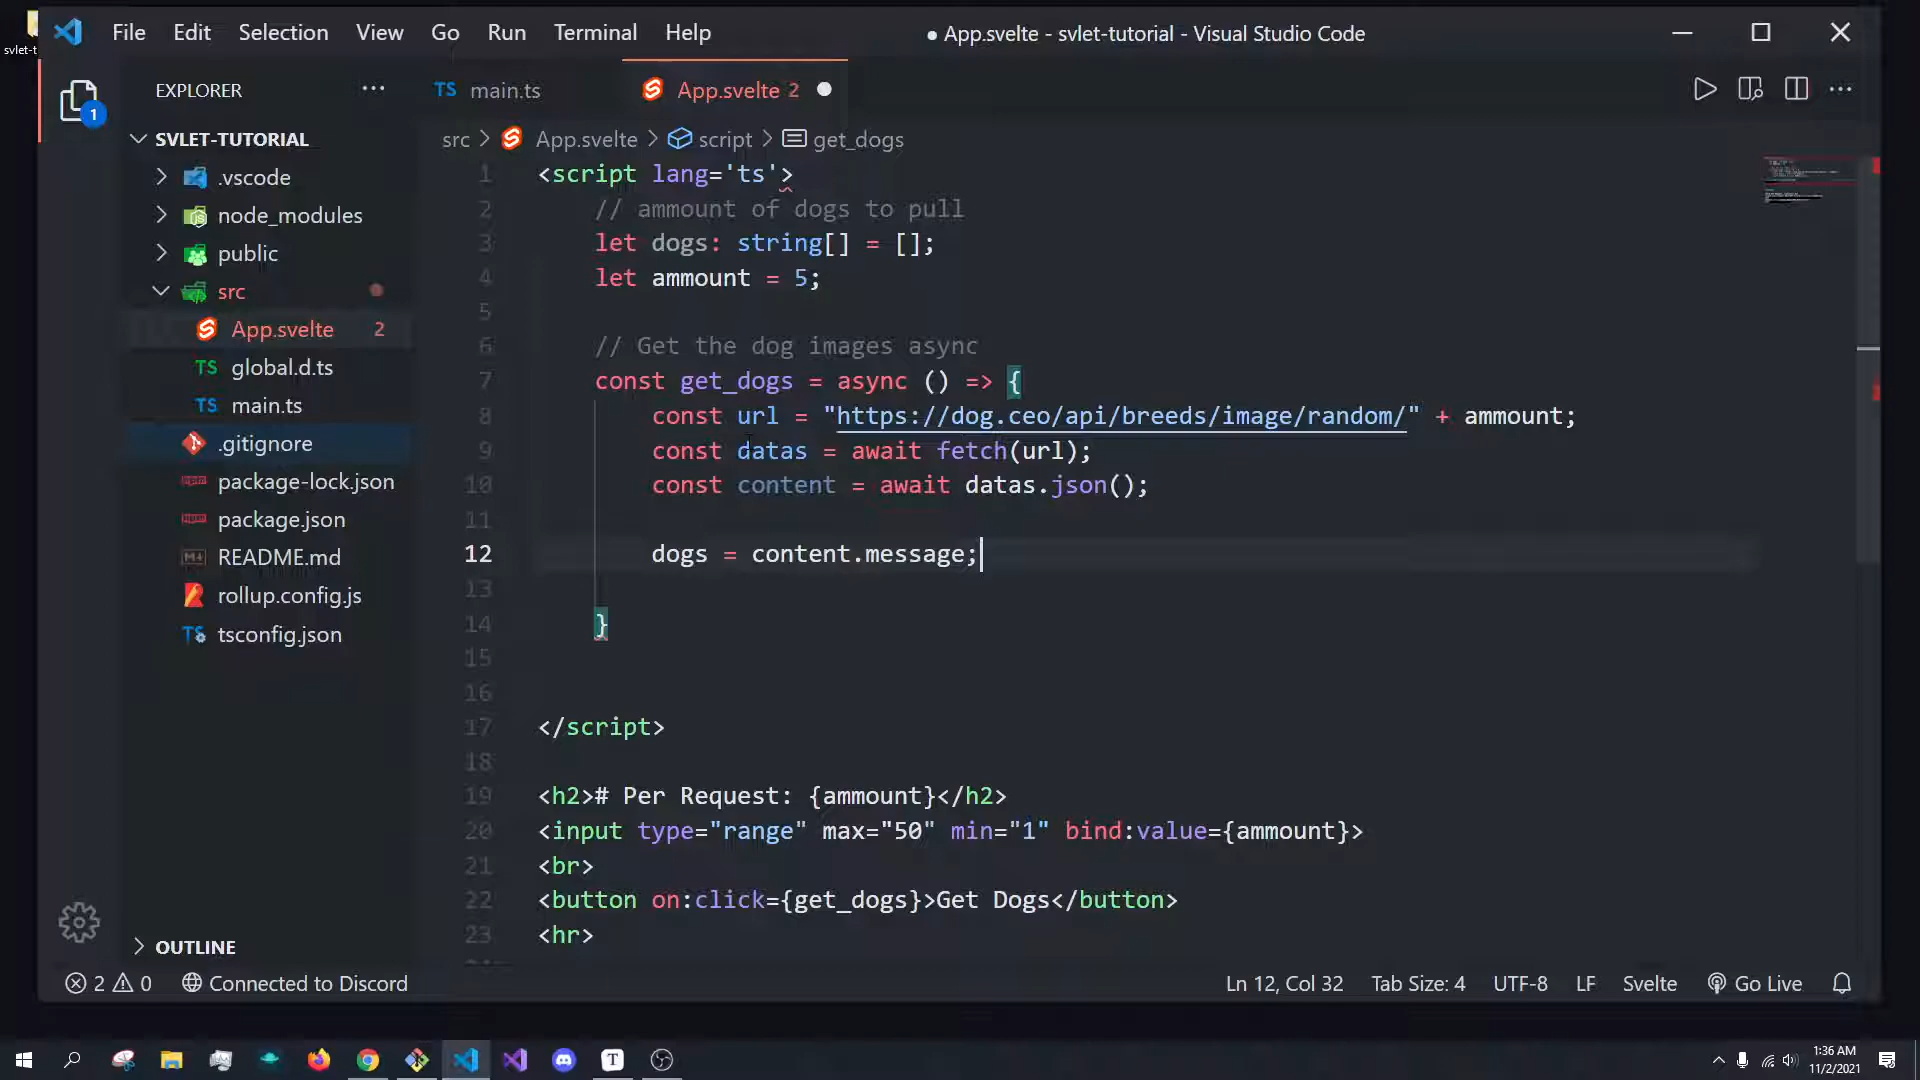 svlet-t
File Edit Selection View Go Run Terminal Help
● App.svelte - svlet-tutorial - Visual Studio Code
1
EXPLORER
SVLET-TUTORIAL
.vscode
node_modules
public
src
App.svelte 2
TS global.d.ts
TS main.ts
.gitignore
package-lock.json
package.json
README.md
rollup.config.js
TS tsconfig.json
OUTLINE
TS main.ts
App.svelte 2
src > App.svelte > script > get_dogs
1 <script lang='ts'>
2 // ammount of dogs to pull
3 let dogs: string[] = [];
4 let ammount = 5;
5
6 // Get the dog images async
7 const get_dogs = async () => {
8 const url = "https://dog.ceo/api/breeds/image/random/" + ammount;
9 const datas = await fetch(url);
10 const content = await datas.json();
11
12 dogs = content.message;
13
14 }
15
16
17 </script>
18
19 <h2># Per Request: {ammount}</h2>
20 <input type="range" max="50" min="1" bind:value={ammount}>
21 <br>
22 <button on:click={get_dogs}>Get Dogs</button>
23 <hr>
2 0 Connected to Discord
Ln 12, Col 32 Tab Size: 4 UTF-8 LF Svelte Go Live
1:36 AM
11/2/2021